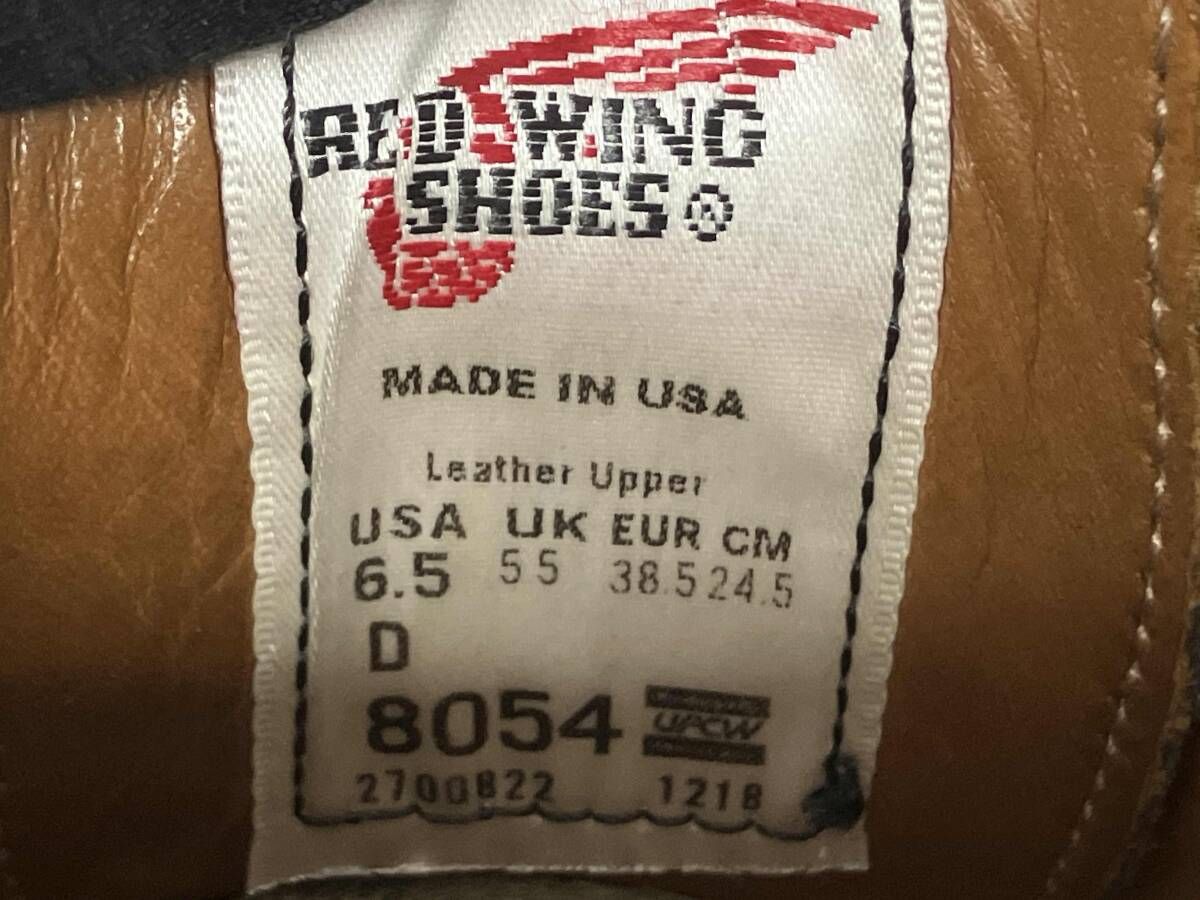 RED WING
SHOES®
MADE IN USA
Leather Upper
USA UK EUR CM
6.5 5 5 38.5 24.5
D
8054 UFCW
2700822 1218